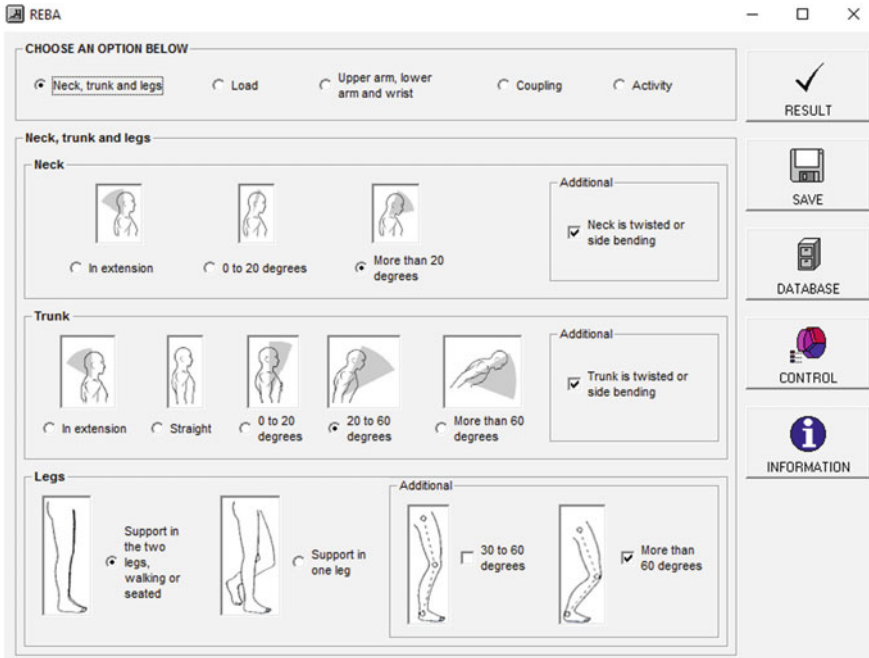 REBA
CHOOSE AN OPTION BELOW
Neck, trunk and legs
Load
Upper arm, lower
arm and wrist
Coupling
Activity
RESULT
SAVE
DATABASE
CONTROL
INFORMATION
Neck, trunk and legs
Neck
In extension
0 to 20 degrees
More than 20
degrees
Additional
Neck is twisted or
side bending
Trunk
In extension
Straight
0 to 20
degrees
20 to 60
degrees
More than 60
degrees
Additional
Trunk is twisted or
side bending
Legs
Support in
the two
legs,
walking or
seated
Support in
one leg
Additional
30 to 60
degrees
More than
60 degrees